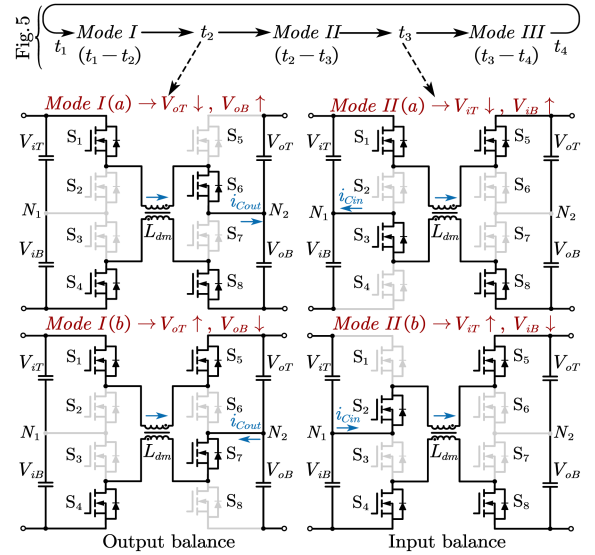 Fig.5
t1 Mode I t2 Mode II t3 Mode III t4
(t1 − t2) (t2 − t3) (t3 − t4)
Mode I(a) → VoT ↓, VoB ↑
S1 S5
ViT VoT
S2 S6
iCout
N1 N2
Ldm
S3 S7
ViB VoB
S4 S8
Mode II(a) → ViT ↓, ViB ↑
S1 S5
ViT VoT
S2 S6
iCin
N1 N2
Ldm
S3 S7
ViB VoB
S4 S8
Mode I(b) → VoT ↑, VoB ↓
S1 S5
ViT VoT
S2 S6
iCout
N1 N2
Ldm
S3 S7
ViB VoB
S4 S8
Output balance
Mode II(b) → ViT ↑, ViB ↓
S1 S5
ViT VoT
S2 S6
iCin
N1 N2
Ldm
S3 S7
ViB VoB
S4 S8
Input balance